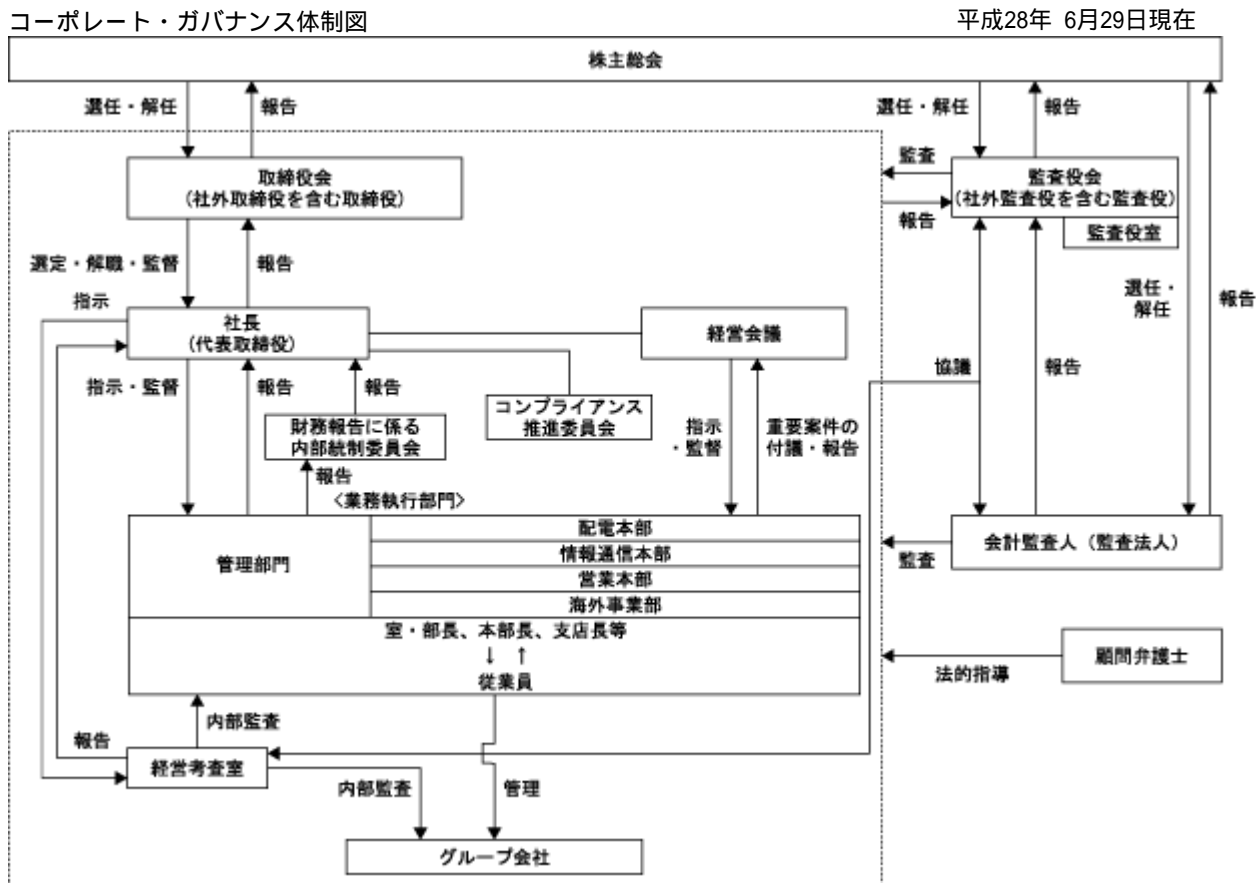 コーポレート・ガバナンス体制図
平成28年 6月29日現在
株主総会
選任・解任
報告
選任・解任
報告
監査
取締役会
(社外取締役を含む取締役)
監査役会
(社外監査役を含む監査役)
報告
監査役室
選定・解職・監督
報告
指示
選任・
解任
報告
社長
(代表取締役)
経営会議
指示・監督
報告
報告
協議
報告
コンプライアンス
推進委員会
財務報告に係る
内部統制委員会
指示
・監督
重要案件の
付議・報告
報告
〈業務執行部門〉
管理部門
配電本部
情報通信本部
営業本部
海外事業部
会計監査人（監査法人）
監査
室・部長、本部長、支店長等
↓ ↑
従業員
顧問弁護士
法的指導
内部監査
報告
経営考査室
内部監査
管理
グループ会社